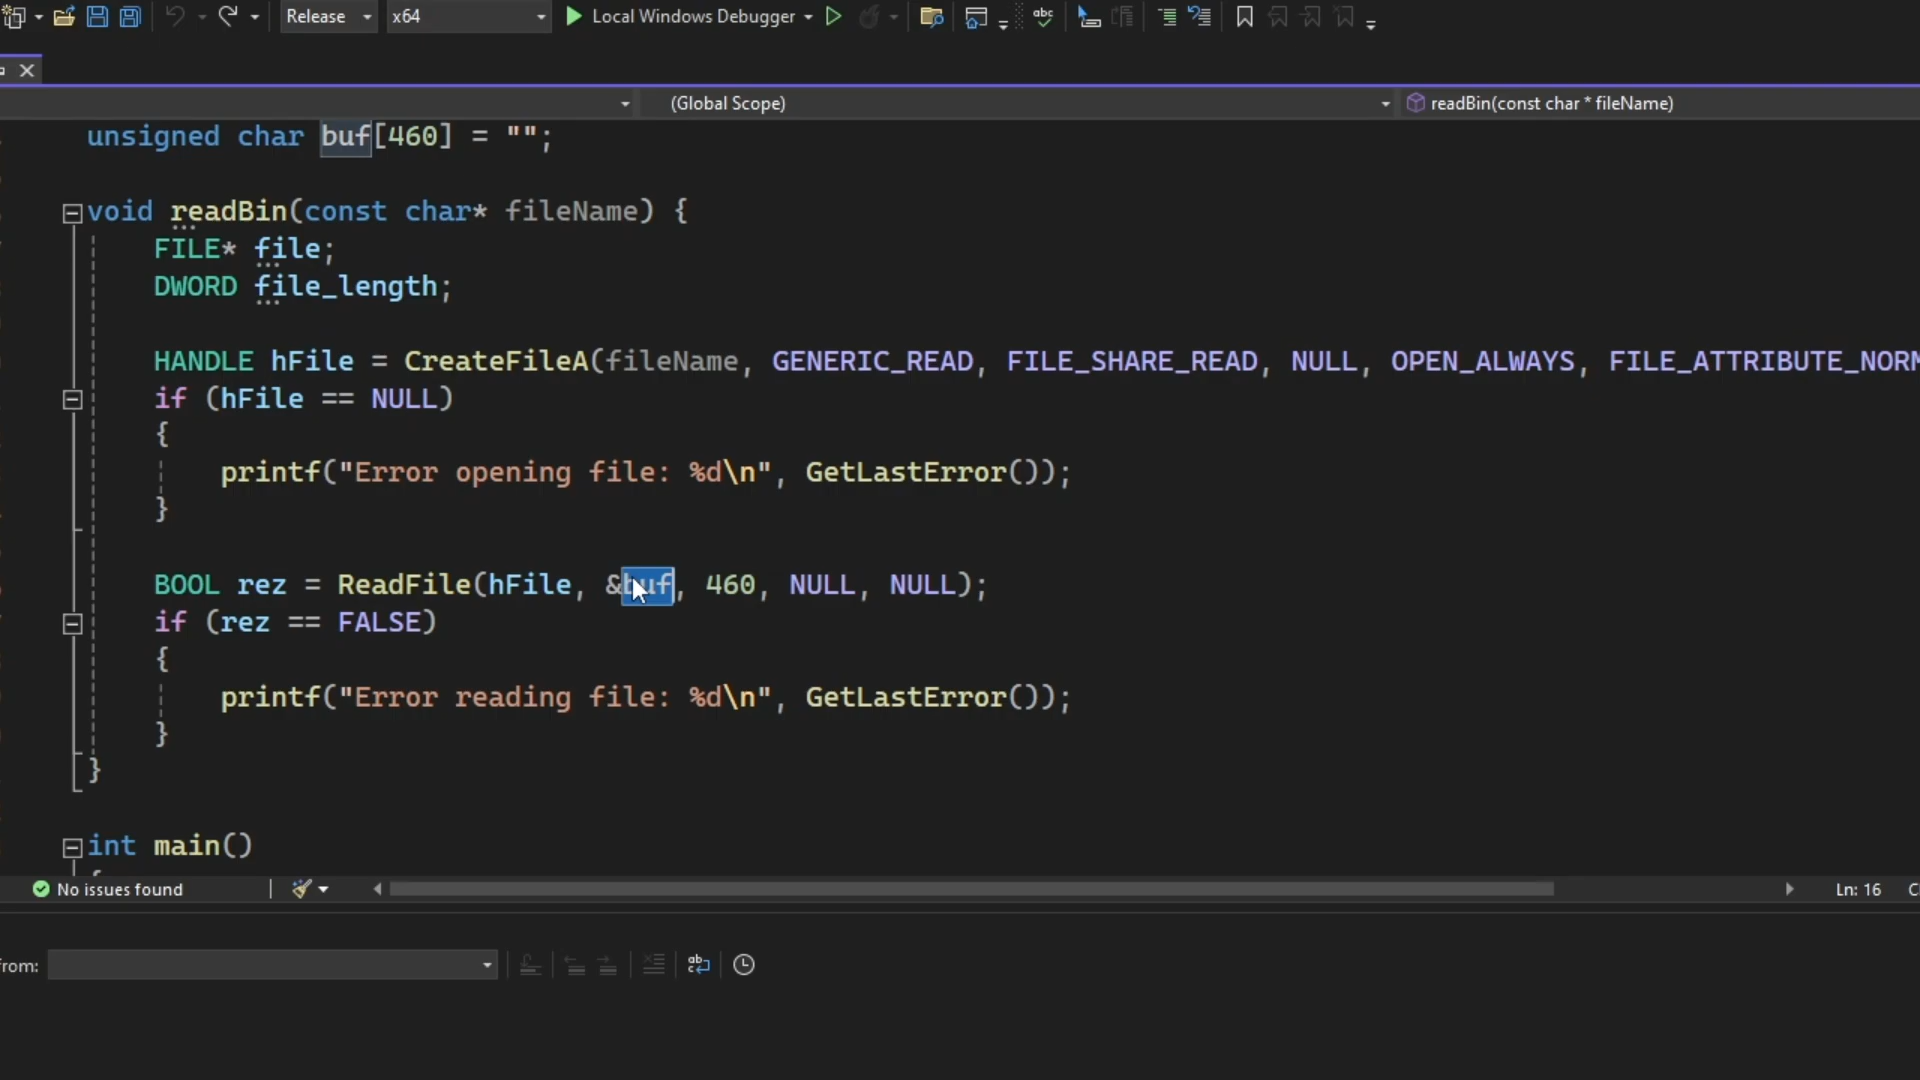 Release x64 Local Windows Debugger
(Global Scope) readBin(const char * fileName)
unsigned char buf[460] = "";
void readBin(const char* fileName) {
FILE* file;
DWORD file_length;
HANDLE hFile = CreateFileA(fileName, GENERIC_READ, FILE_SHARE_READ, NULL, OPEN_ALWAYS, FILE_ATTRIBUTE_NORM
if (hFile == NULL)
{
printf("Error opening file: %d\n", GetLastError());
}
BOOL rez = ReadFile(hFile, &buf, 460, NULL, NULL);
if (rez == FALSE)
{
printf("Error reading file: %d\n", GetLastError());
}
}
int main()
No issues found Ln: 16
from: